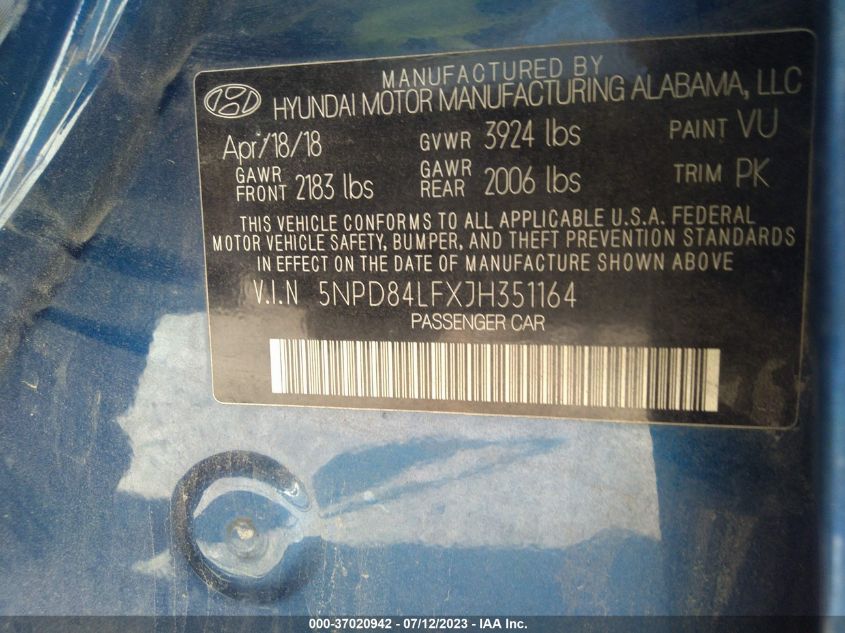 MANUFACTURED BY
HYUNDAI MOTOR MANUFACTURING ALABAMA, LLC
Apr/18/18 GVWR 3924 lbs PAINT VU
GAWR FRONT 2183 lbs GAWR REAR 2006 lbs TRIM PK
THIS VEHICLE CONFORMS TO ALL APPLICABLE U.S.A. FEDERAL
MOTOR VEHICLE SAFETY, BUMPER, AND THEFT PREVENTION STANDARDS
IN EFFECT ON THE DATE OF MANUFACTURE SHOWN ABOVE
V.I.N 5NPD84LFXJH351164
PASSENGER CAR
000-37020942 - 07/12/2023 - IAA Inc.